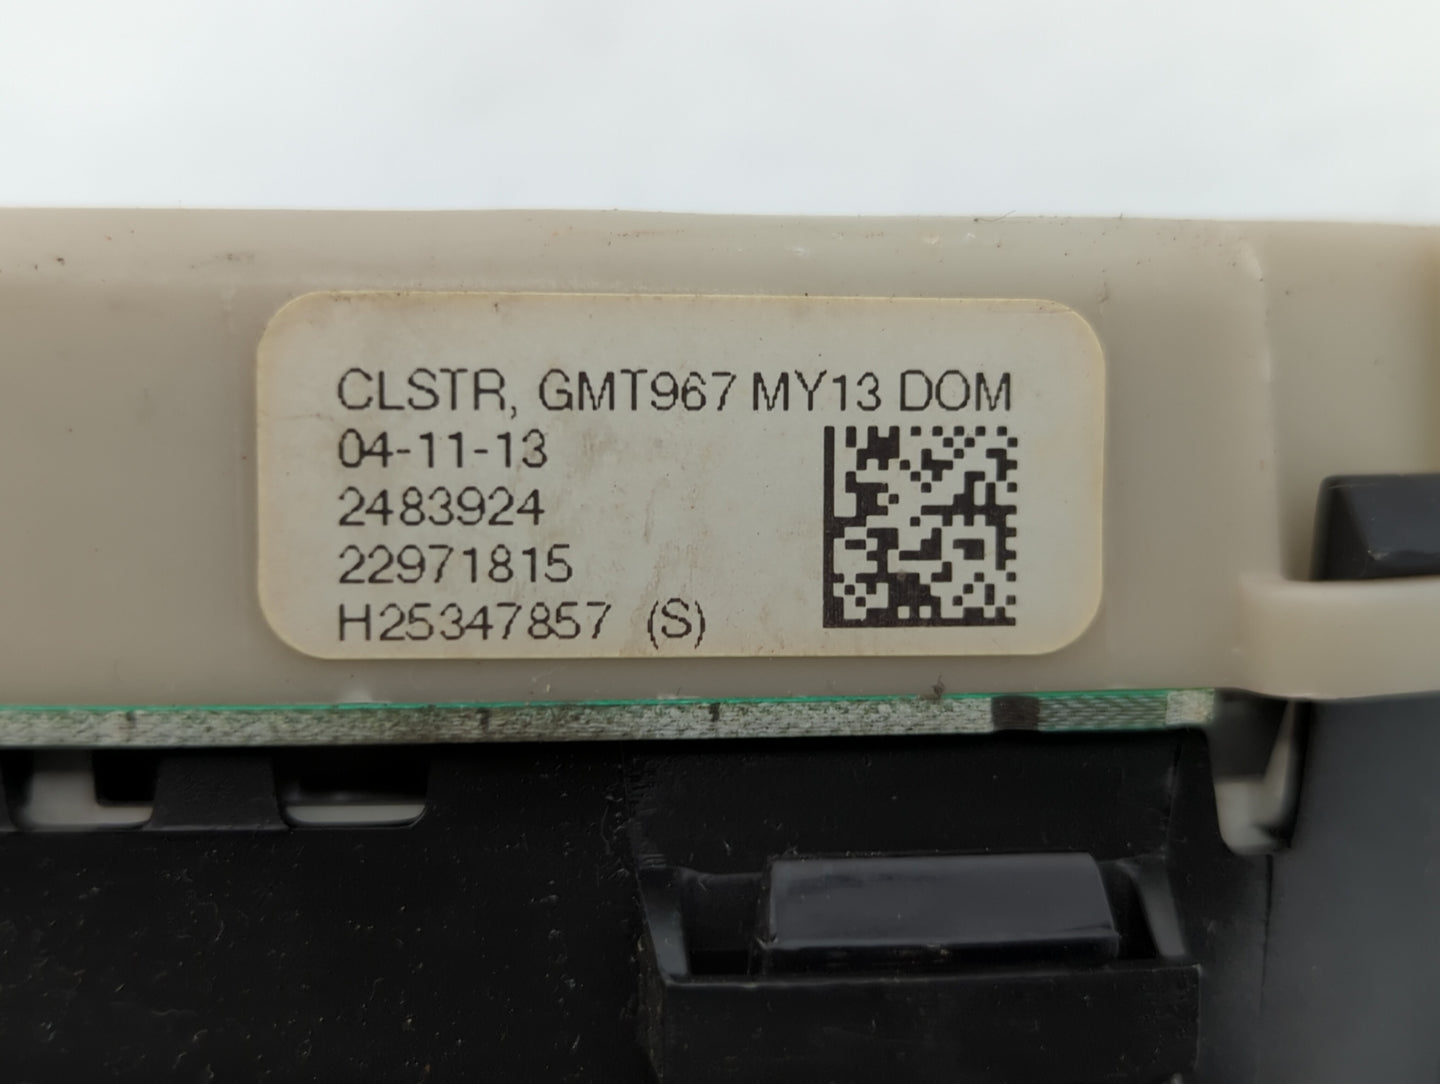 CLSTR, GMT967 MY13 DOM
04-11-13
2483924
22971815
H25347857 (S)